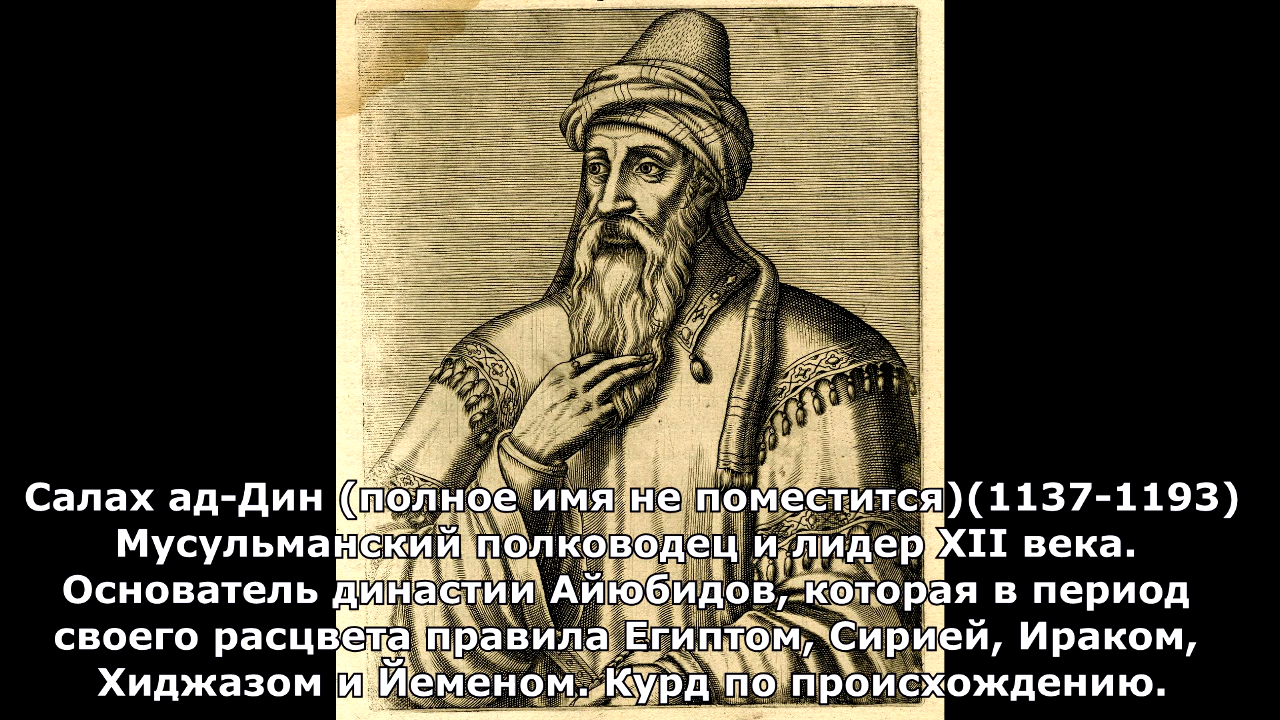 Салах ад-Дин (полное имя не поместится)(1137-1193)
Мусульманский полководец и лидер XII века.
Основатель династии Айюбидов, которая в период
своего расцвета правила Египтом, Сирией, Ираком,
Хиджазом и Йеменом. Курд по происхождению.